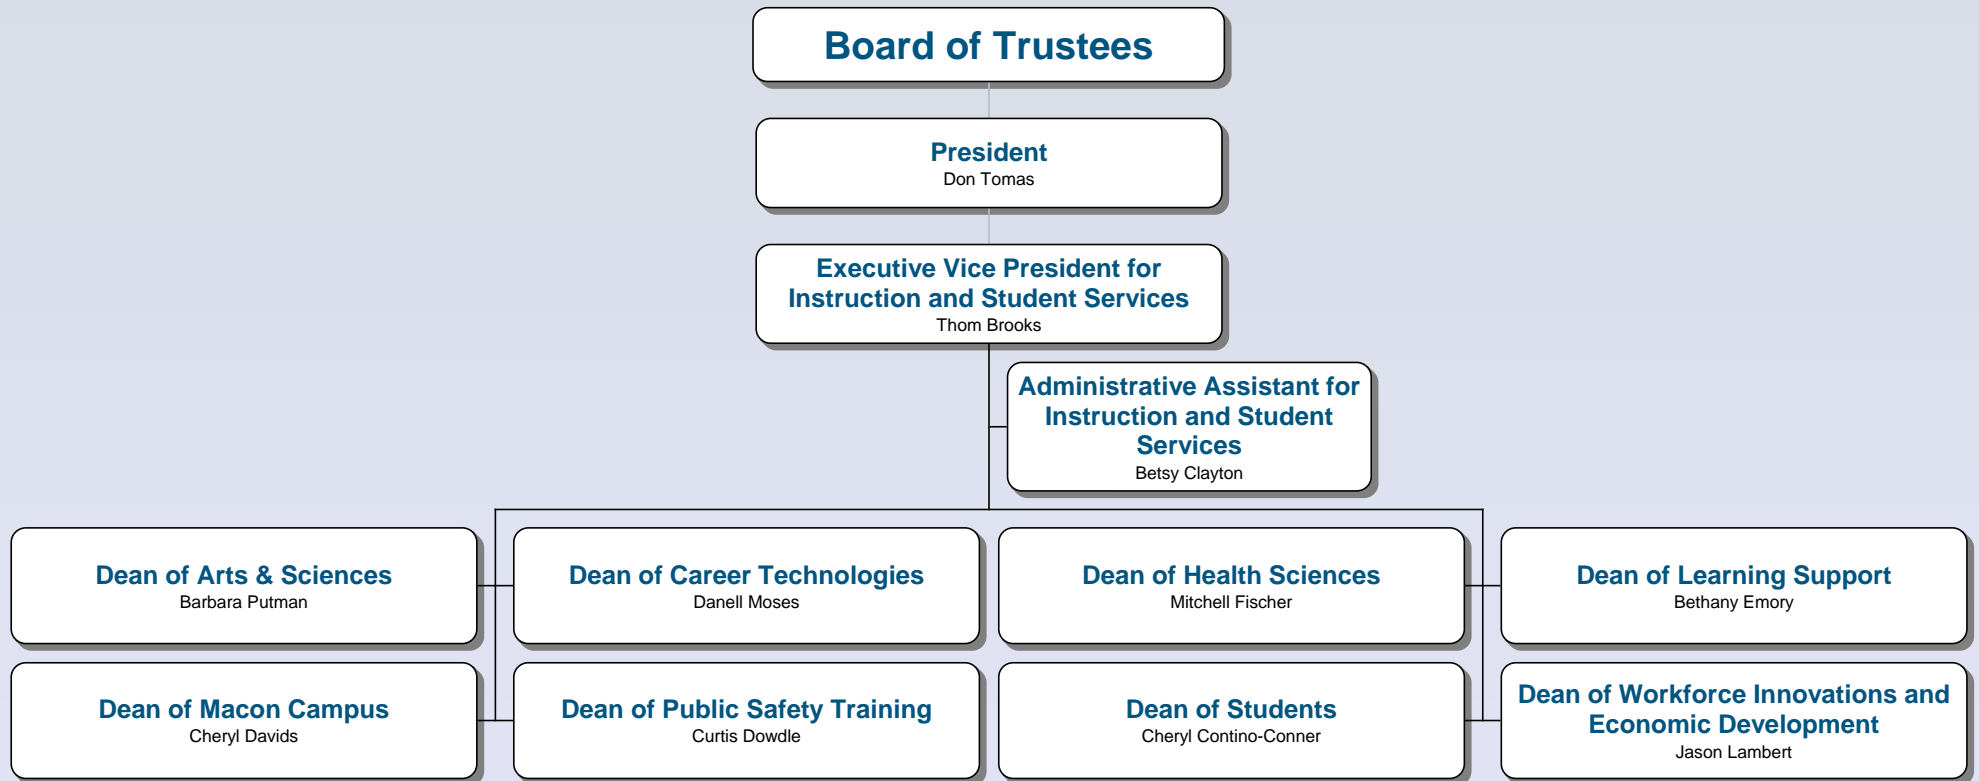 Board of Trustees
President
Don Tomas
Executive Vice President for
Instruction and Student Services
Thom Brooks
Administrative Assistant for
Instruction and Student
Services
Betsy Clayton
Dean of Arts & Sciences
Barbara Putman
Dean of Career Technologies
Danell Moses
Dean of Health Sciences
Mitchell Fischer
Dean of Learning Support
Bethany Emory
Dean of Macon Campus
Cheryl Davids
Dean of Public Safety Training
Curtis Dowdle
Dean of Students
Cheryl Contino-Conner
Dean of Workforce Innovations and
Economic Development
Jason Lambert